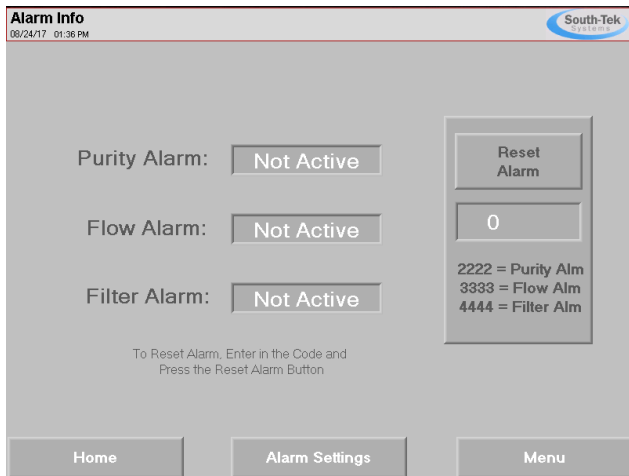 Alarm Info
08/24/17 01:36 PM
South-Tek
Systems
Purity Alarm: Not Active
Flow Alarm: Not Active
Filter Alarm: Not Active
To Reset Alarm, Enter in the Code and
Press the Reset Alarm Button
Reset
Alarm
0
2222 = Purity Alm
3333 = Flow Alm
4444 = Filter Alm
Home
Alarm Settings
Menu